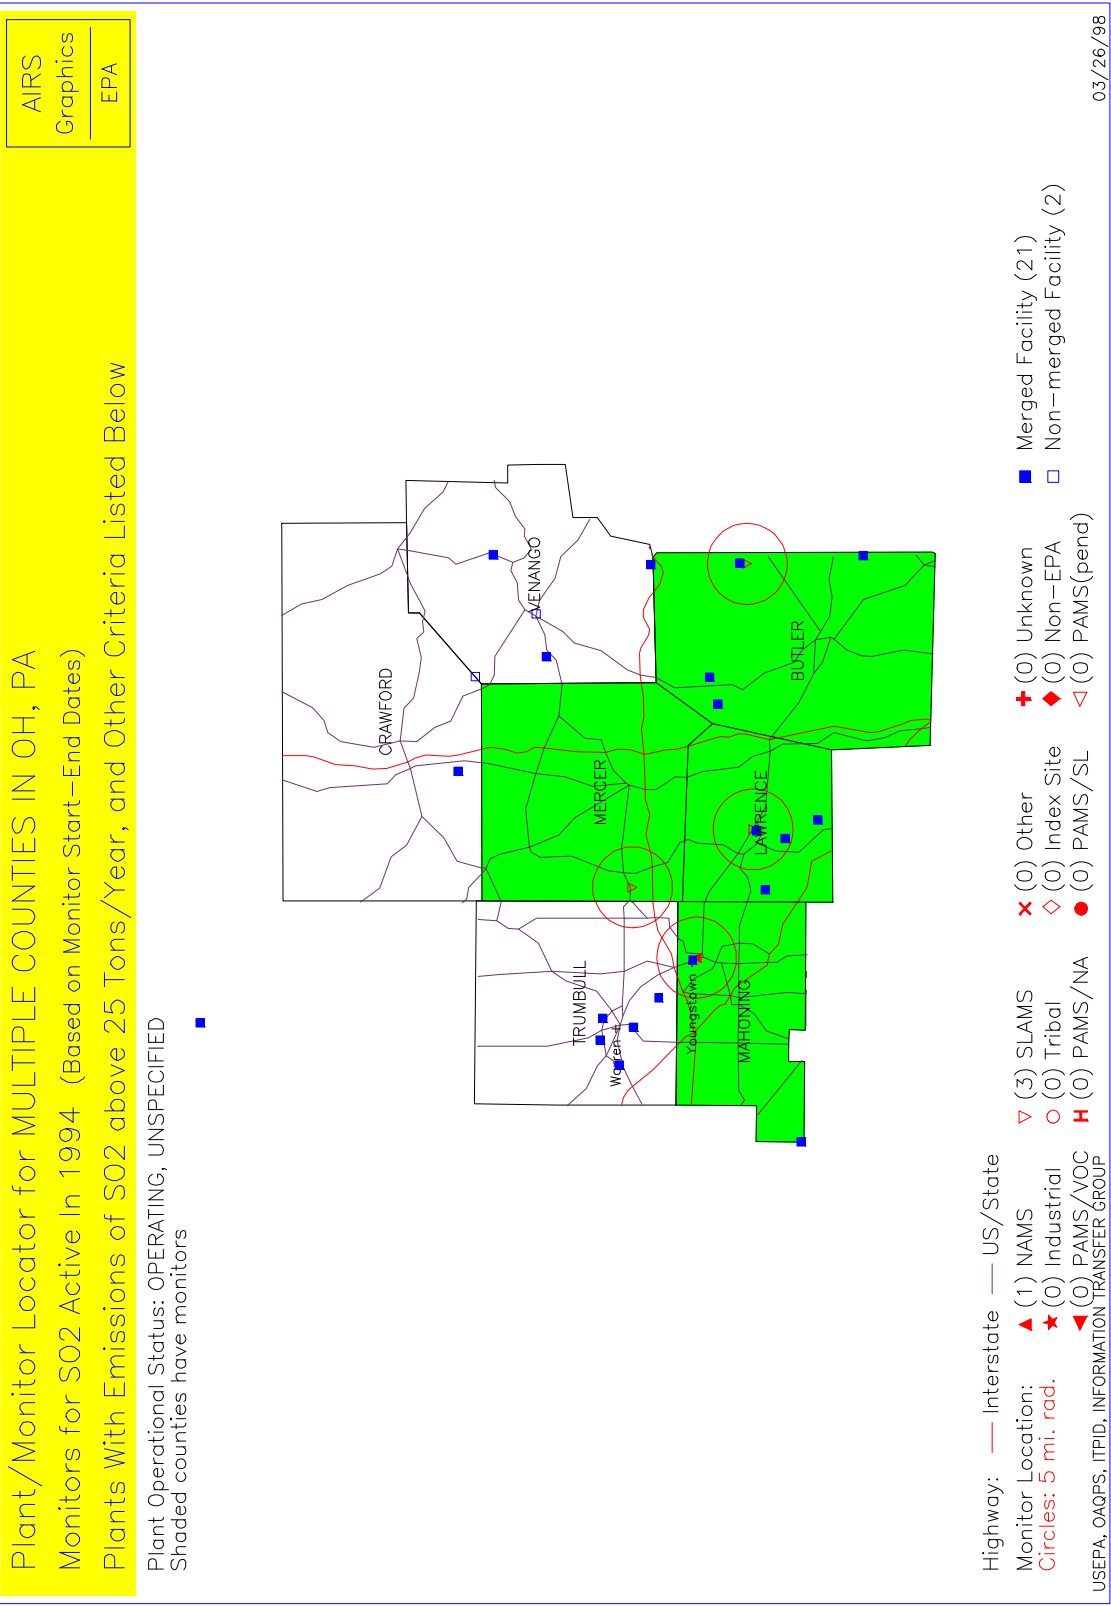 Plant/Monitor Locator for MULTIPLE COUNTIES IN OH, PA
Monitors for SO2 Active In 1994 (Based on Monitor Start-End Dates)
Plants With Emissions of SO2 above 25 Tons/Year, and Other Criteria Listed Below
AIRS
Graphics
EPA
Plant Operational Status: OPERATING, UNSPECIFIED
Shaded counties have monitors
CRAWFORD
VENANGO
TRUMBULL
MERCER
Warren
Youngstown
MAHONING
LAWRENCE
BUTLER
Highway: Interstate US/State
Monitor Location: (1) NAMS (3) SLAMS (0) Other (0) Unknown Merged Facility (21)
Circles: 5 mi. rad. (0) Industrial (0) Tribal (0) Index Site (0) Non-EPA Non-merged Facility (2)
(0) PAMS/VOC (0) PAMS/NA (0) PAMS/SL (0) PAMS(pend)
USEPA, OAQPS, ITPID, INFORMATION TRANSFER GROUP 03/26/98